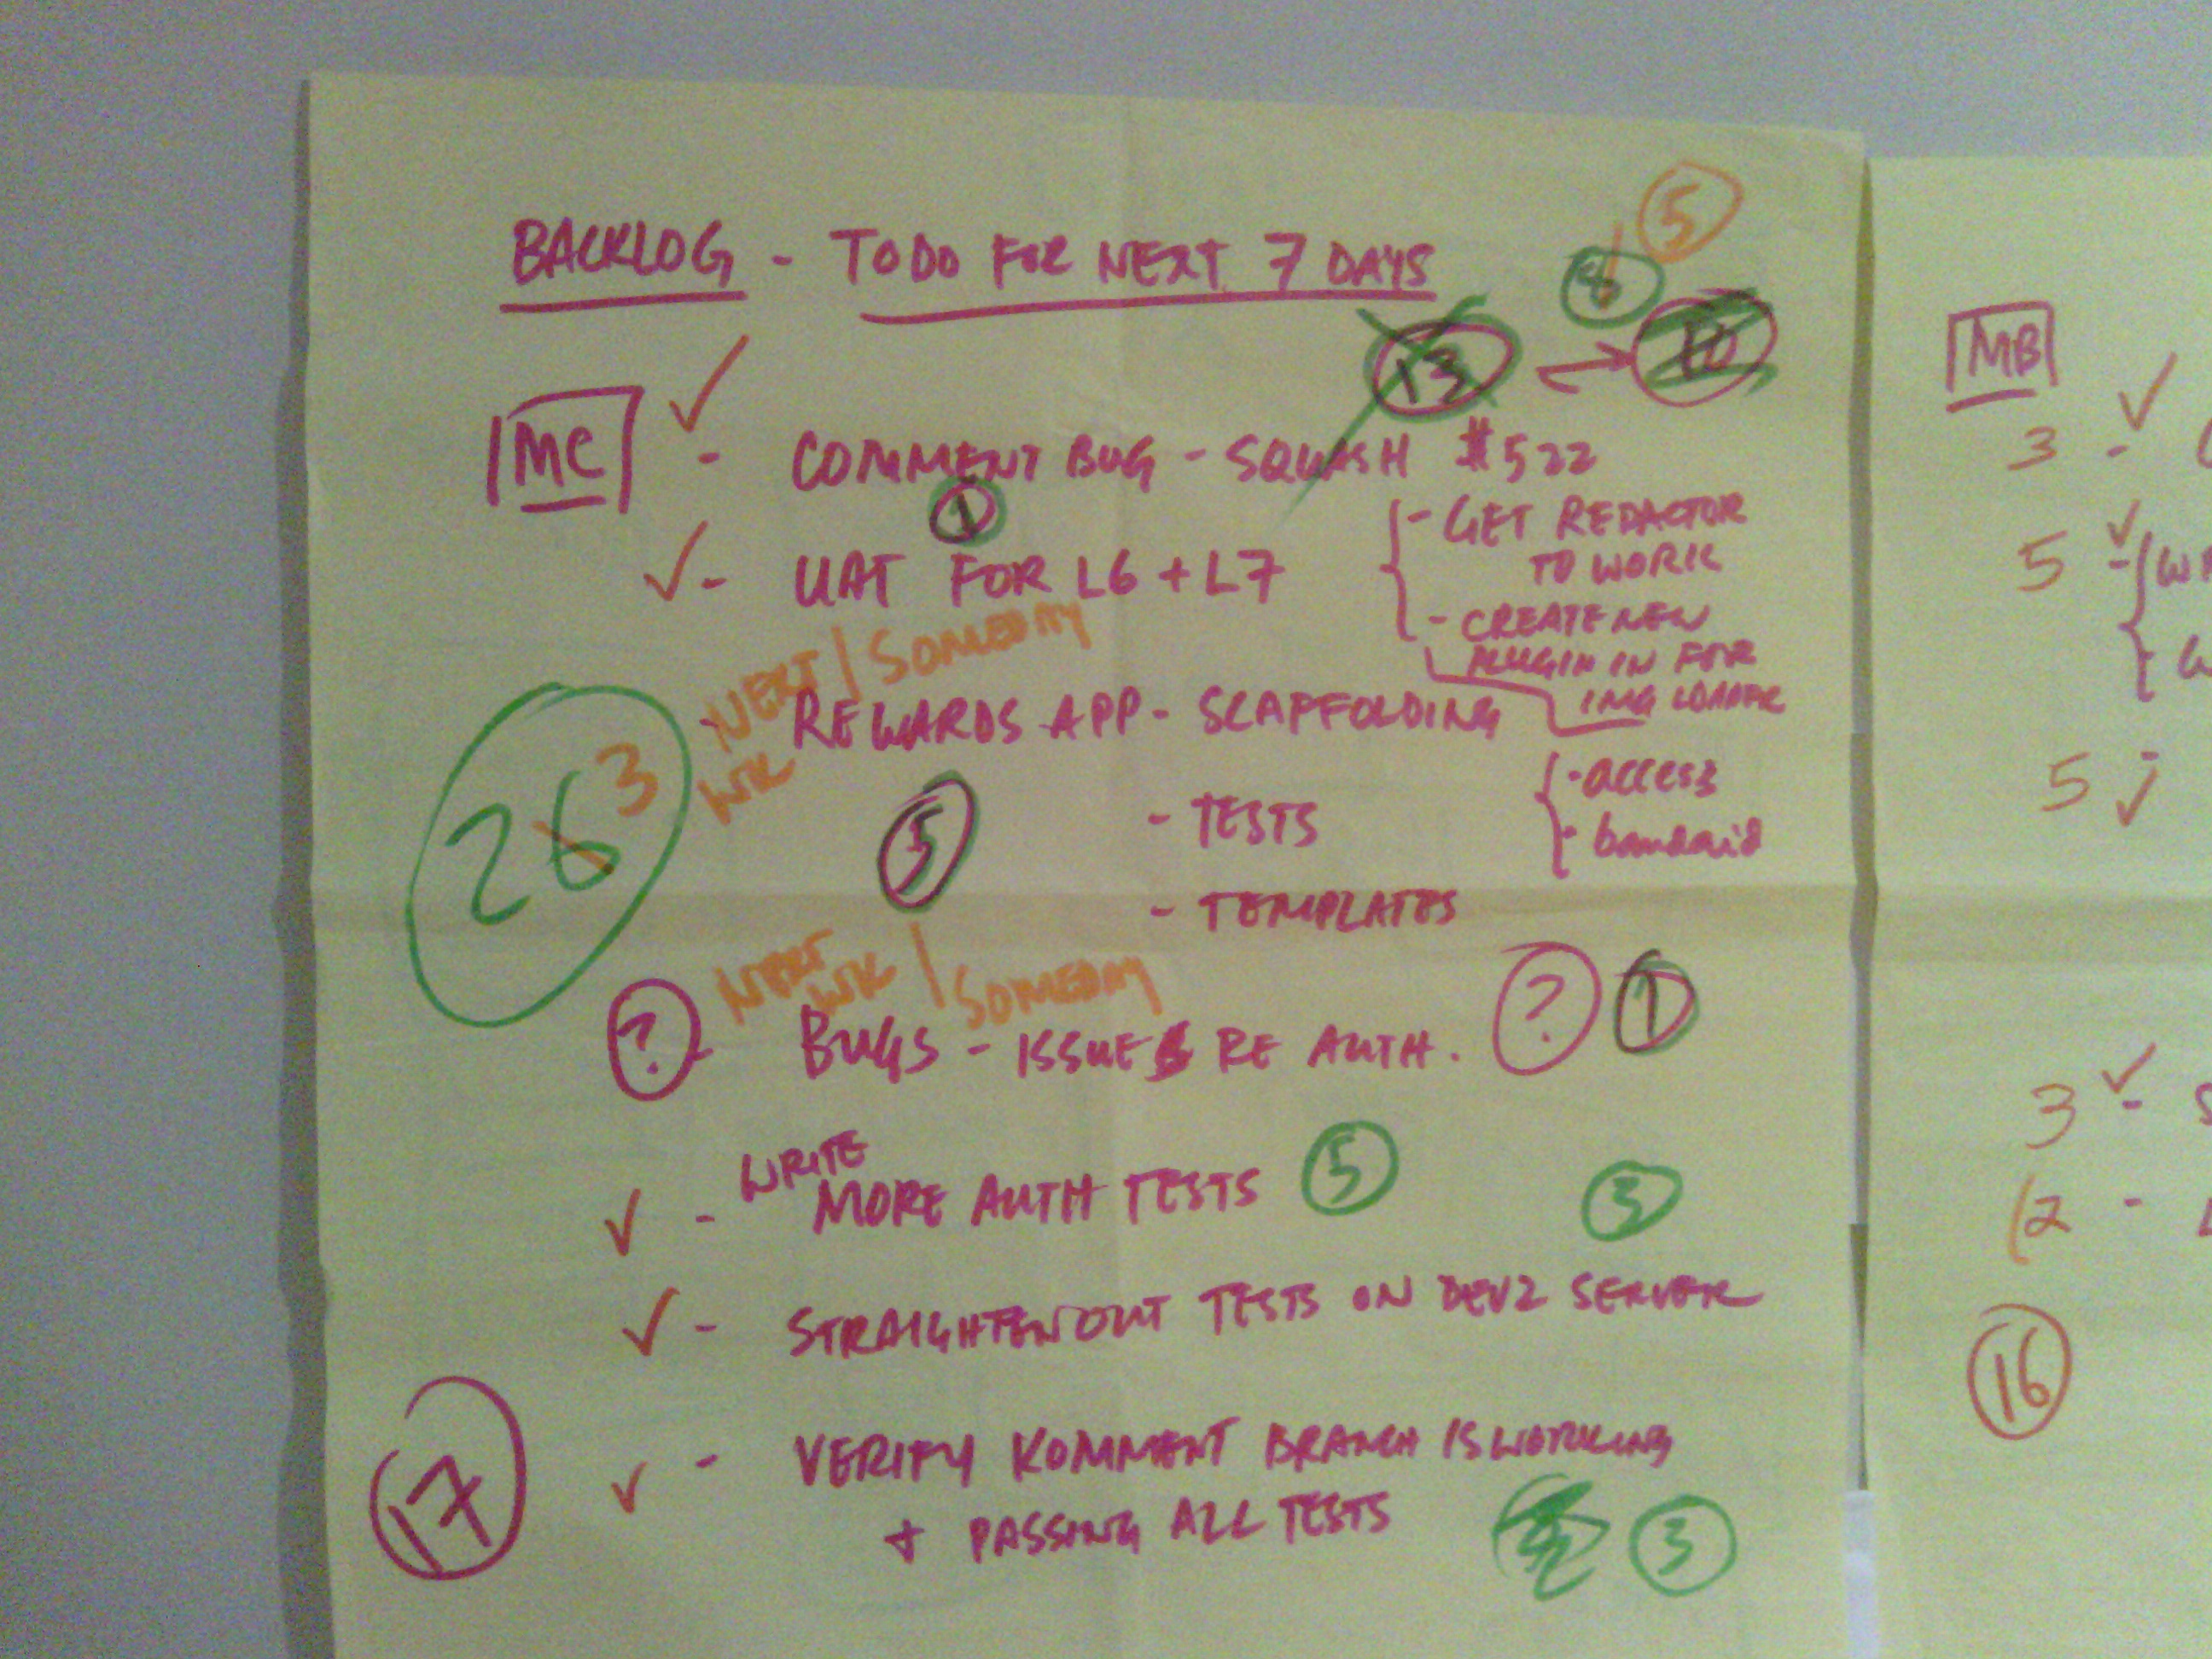 BACKLOG - TODO FOR NEXT 7 DAYS
5
8
13 → 10
MC
- COMMENT BUG - SQUASH #522
1
- UAT FOR L6 + L7
- GET REDACTOR
TO WORK
- CREATE NEW
PLUGIN IN FOR
IMG LOADER
NEXT WK | SOMEDAY
- REWARDS APP - SCAFFOLDING
263
5
- TESTS
- TEMPLATES
- access
- bandaid
NEXT WK | SOMEDAY
?
BUGS - ISSUES RE AUTH. ? 1
- WRITE
MORE AUTH TESTS 5
3
- STRAIGHTEN OUT TESTS ON DEV2 SERVER
17
- VERIFY KOMMENT BRANCH IS WORKING
+ PASSING ALL TESTS 3
MB
3 -
5 -
5 -
3 -
2 -
16